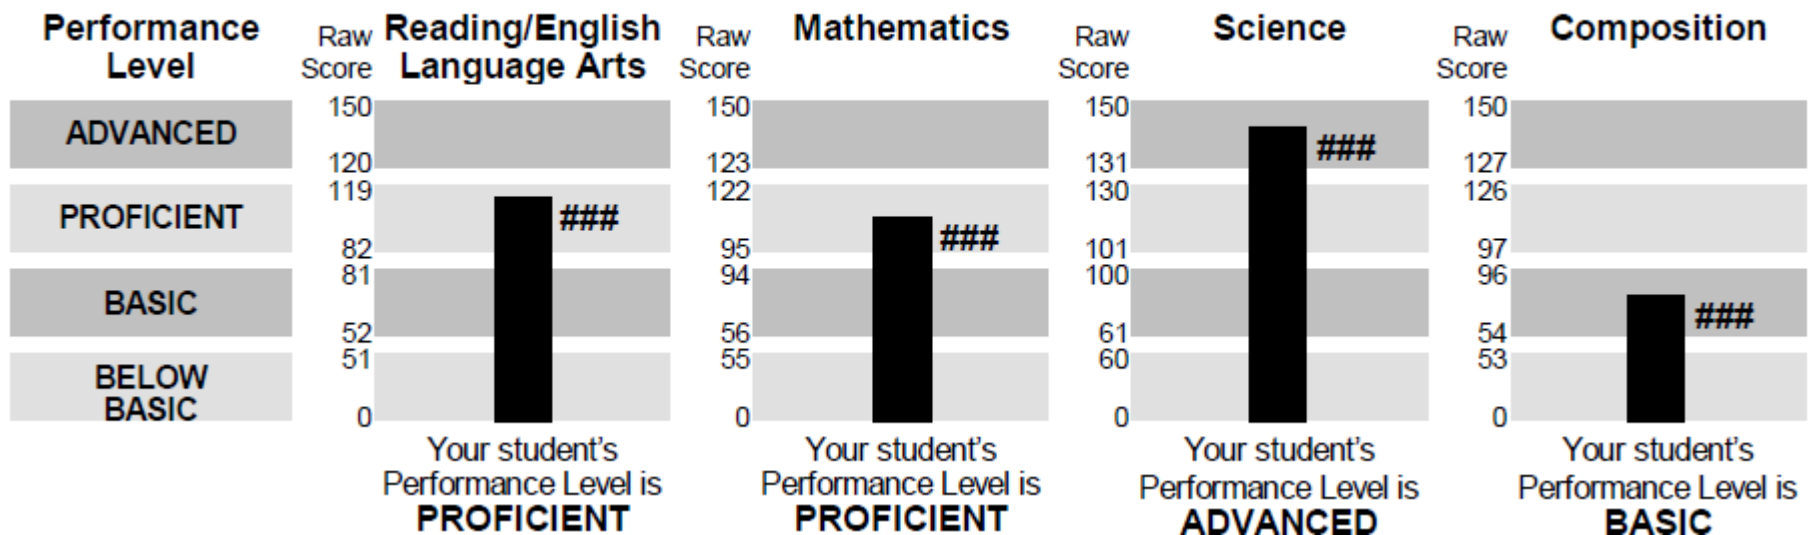 Performance
Level
ADVANCED
PROFICIENT
BASIC
BELOW
BASIC
Raw
Score
Reading/English
Language Arts
150
120
119
82
81
52
51
0
###
Your student’s
Performance Level is
PROFICIENT
Raw
Score
Mathematics
150
123
122
95
94
56
55
0
###
Your student’s
Performance Level is
PROFICIENT
Raw
Score
Science
150
131
130
101
100
61
60
0
###
Your student’s
Performance Level is
ADVANCED
Raw
Score
Composition
150
127
126
97
96
54
53
0
###
Your student’s
Performance Level is
BASIC